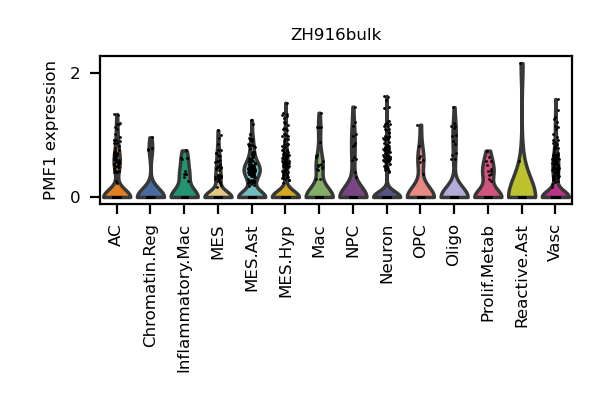 ZH916bulk
PMF1 expression
2
0
AC
Chromatin.Reg
Inflammatory.Mac
MES
MES.Ast
MES.Hyp
Mac
NPC
Neuron
OPC
Oligo
Prolif.Metab
Reactive.Ast
Vasc